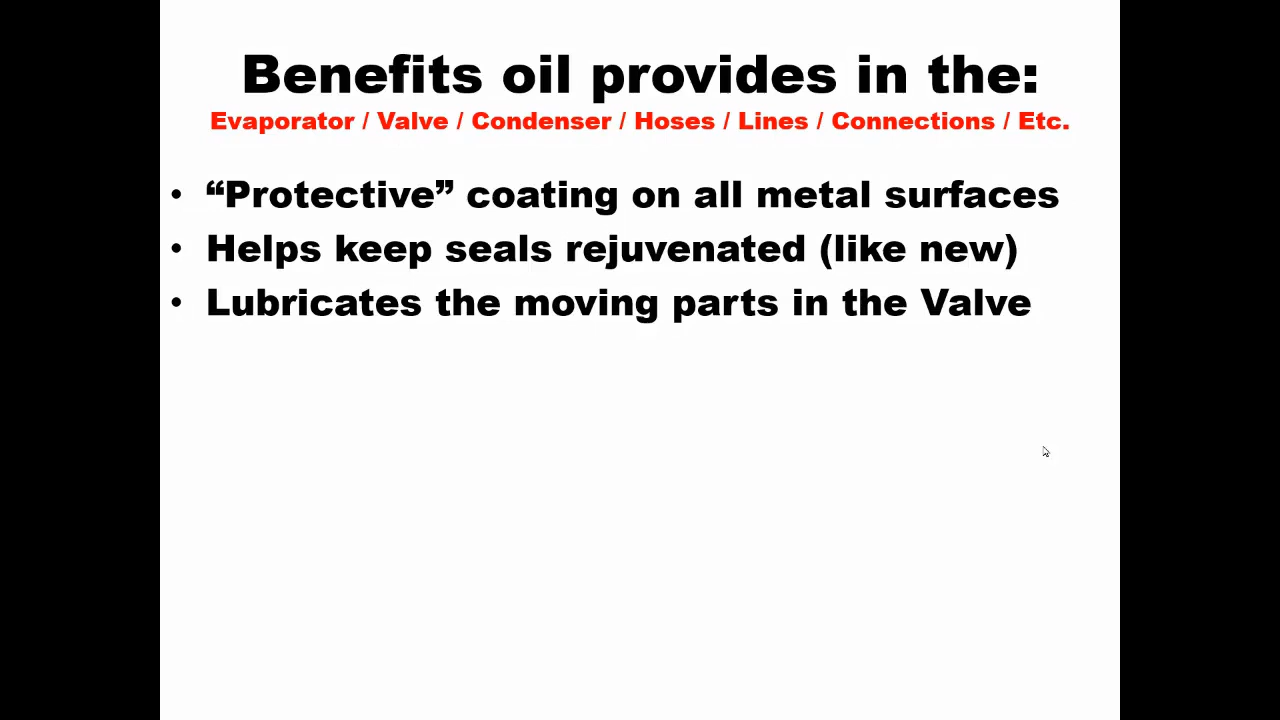 Benefits oil provides in the:
Evaporator / Valve / Condenser / Hoses / Lines / Connections / Etc.
• “Protective” coating on all metal surfaces
• Helps keep seals rejuvenated (like new)
• Lubricates the moving parts in the Valve